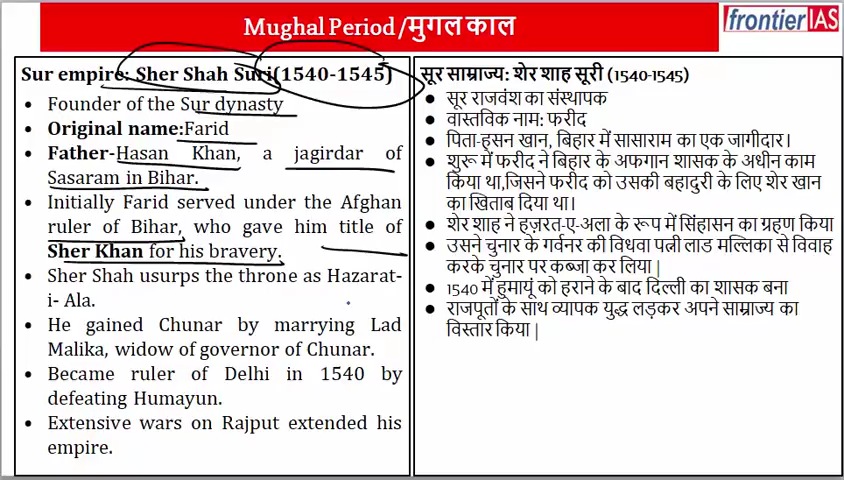 Mughal Period/मुगल काल
frontierIAS
Sur empire: Sher Shah Suri(1540-1545)
• Founder of the Sur dynasty
• Original name:Farid
• Father-Hasan Khan, a jagirdar of
Sasaram in Bihar.
• Initially Farid served under the Afghan
ruler of Bihar, who gave him title of
Sher Khan for his bravery.
• Sher Shah usurps the throne as Hazarat-
i- Ala.
• He gained Chunar by marrying Lad
Malika, widow of governor of Chunar.
• Became ruler of Delhi in 1540 by
defeating Humayun.
• Extensive wars on Rajput extended his
empire.
सूर साम्राज्य: शेर शाह सूरी (1540-1545)
• सूर राजवंश का संस्थापक
• वास्तविक नाम: फरीद
• पिता-हसन खान, बिहार में सासाराम का एक जागीदार।
• शुरू में फरीद ने बिहार के अफगान शासक के अधीन काम
किया था,जिसने फरीद को उसकी बहादुरी के लिए शेर खान
का खिताब दिया था।
• शेर शाह ने हज़रत-ए-अला के रूप में सिंहासन का ग्रहण किया
• उसने चुनार के गर्वनर की विधवा पत्नी लाड मल्लिका से विवाह
करके चुनार पर कब्जा कर लिया |
• 1540 में हुमायूं को हराने के बाद दिल्ली का शासक बना
• राजपूतों के साथ व्यापक युद्ध लड़कर अपने साम्राज्य का
विस्तार किया |